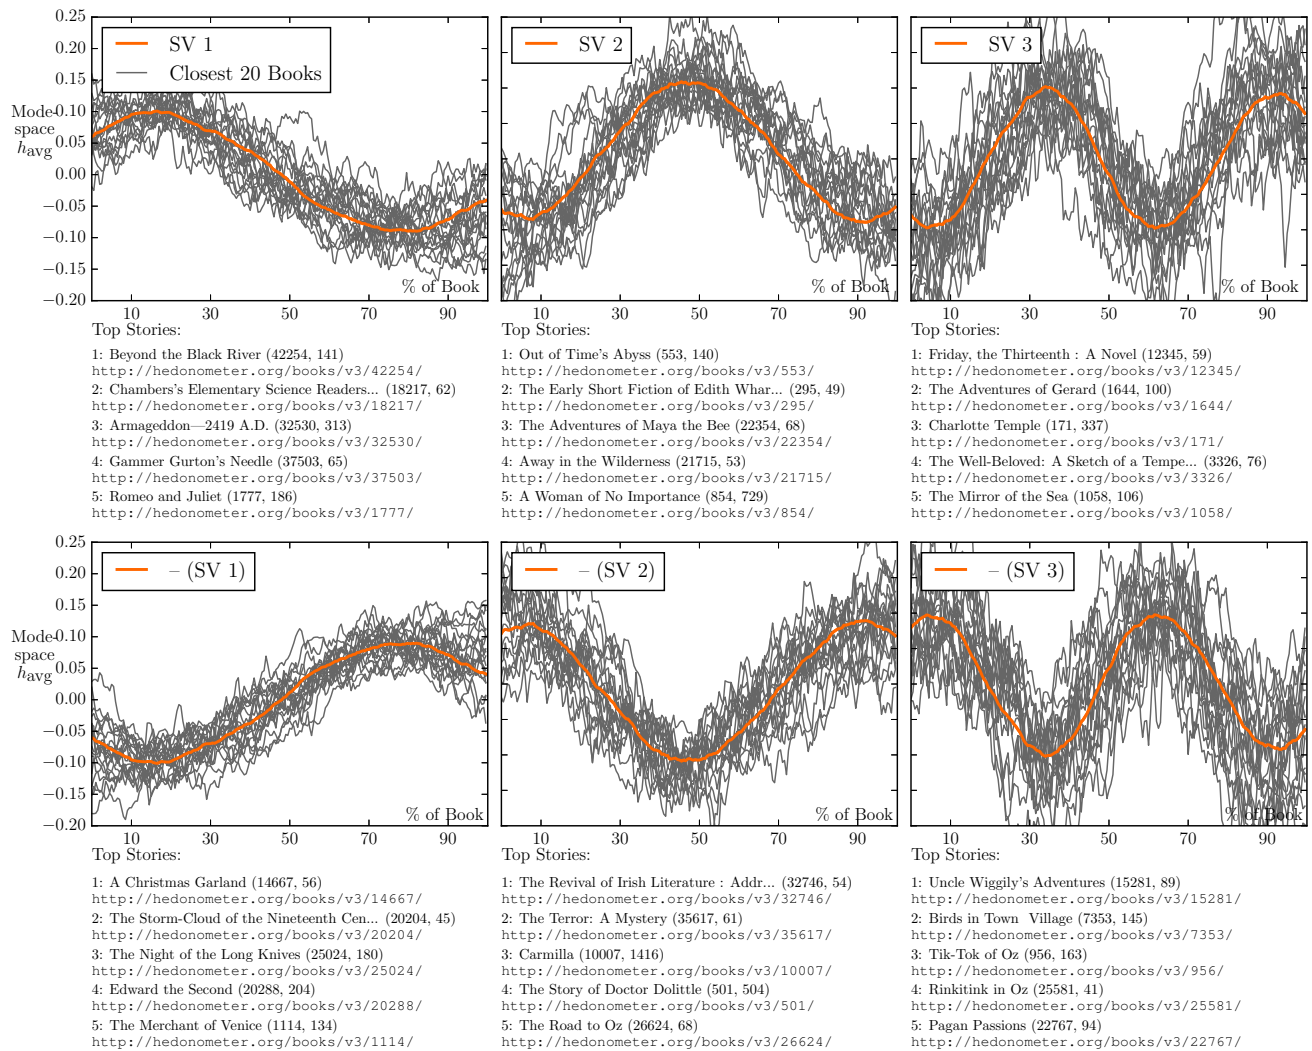 SV 1
Closest 20 Books
SV 2
SV 3
0.25
0.20
0.15
0.10
0.05
0.00
−0.05
−0.10
−0.15
−0.20
Mode-
space
havg
% of Book
% of Book
% of Book
10 30 50 70 90
10 30 50 70 90
10 30 50 70 90
Top Stories:
1: Beyond the Black River (42254, 141)
http://hedonometer.org/books/v3/42254/
2: Chambers's Elementary Science Readers... (18217, 62)
http://hedonometer.org/books/v3/18217/
3: Armageddon—2419 A.D. (32530, 313)
http://hedonometer.org/books/v3/32530/
4: Gammer Gurton's Needle (37503, 65)
http://hedonometer.org/books/v3/37503/
5: Romeo and Juliet (1777, 186)
http://hedonometer.org/books/v3/1777/
Top Stories:
1: Out of Time's Abyss (553, 140)
http://hedonometer.org/books/v3/553/
2: The Early Short Fiction of Edith Whar... (295, 49)
http://hedonometer.org/books/v3/295/
3: The Adventures of Maya the Bee (22354, 68)
http://hedonometer.org/books/v3/22354/
4: Away in the Wilderness (21715, 53)
http://hedonometer.org/books/v3/21715/
5: A Woman of No Importance (854, 729)
http://hedonometer.org/books/v3/854/
Top Stories:
1: Friday, the Thirteenth : A Novel (12345, 59)
http://hedonometer.org/books/v3/12345/
2: The Adventures of Gerard (1644, 100)
http://hedonometer.org/books/v3/1644/
3: Charlotte Temple (171, 337)
http://hedonometer.org/books/v3/171/
4: The Well-Beloved: A Sketch of a Tempe... (3326, 76)
http://hedonometer.org/books/v3/3326/
5: The Mirror of the Sea (1058, 106)
http://hedonometer.org/books/v3/1058/
– (SV 1)
– (SV 2)
– (SV 3)
0.25
0.20
0.15
0.10
0.05
0.00
−0.05
−0.10
−0.15
−0.20
Mode-
space
havg
% of Book
% of Book
% of Book
10 30 50 70 90
10 30 50 70 90
10 30 50 70 90
Top Stories:
1: A Christmas Garland (14667, 56)
http://hedonometer.org/books/v3/14667/
2: The Storm-Cloud of the Nineteenth Cen... (20204, 45)
http://hedonometer.org/books/v3/20204/
3: The Night of the Long Knives (25024, 180)
http://hedonometer.org/books/v3/25024/
4: Edward the Second (20288, 204)
http://hedonometer.org/books/v3/20288/
5: The Merchant of Venice (1114, 134)
http://hedonometer.org/books/v3/1114/
Top Stories:
1: The Revival of Irish Literature : Addr... (32746, 54)
http://hedonometer.org/books/v3/32746/
2: The Terror: A Mystery (35617, 61)
http://hedonometer.org/books/v3/35617/
3: Carmilla (10007, 1416)
http://hedonometer.org/books/v3/10007/
4: The Story of Doctor Dolittle (501, 504)
http://hedonometer.org/books/v3/501/
5: The Road to Oz (26624, 68)
http://hedonometer.org/books/v3/26624/
Top Stories:
1: Uncle Wiggily's Adventures (15281, 89)
http://hedonometer.org/books/v3/15281/
2: Birds in Town Village (7353, 145)
http://hedonometer.org/books/v3/7353/
3: Tik-Tok of Oz (956, 163)
http://hedonometer.org/books/v3/956/
4: Rinkitink in Oz (25581, 41)
http://hedonometer.org/books/v3/25581/
5: Pagan Passions (22767, 94)
http://hedonometer.org/books/v3/22767/